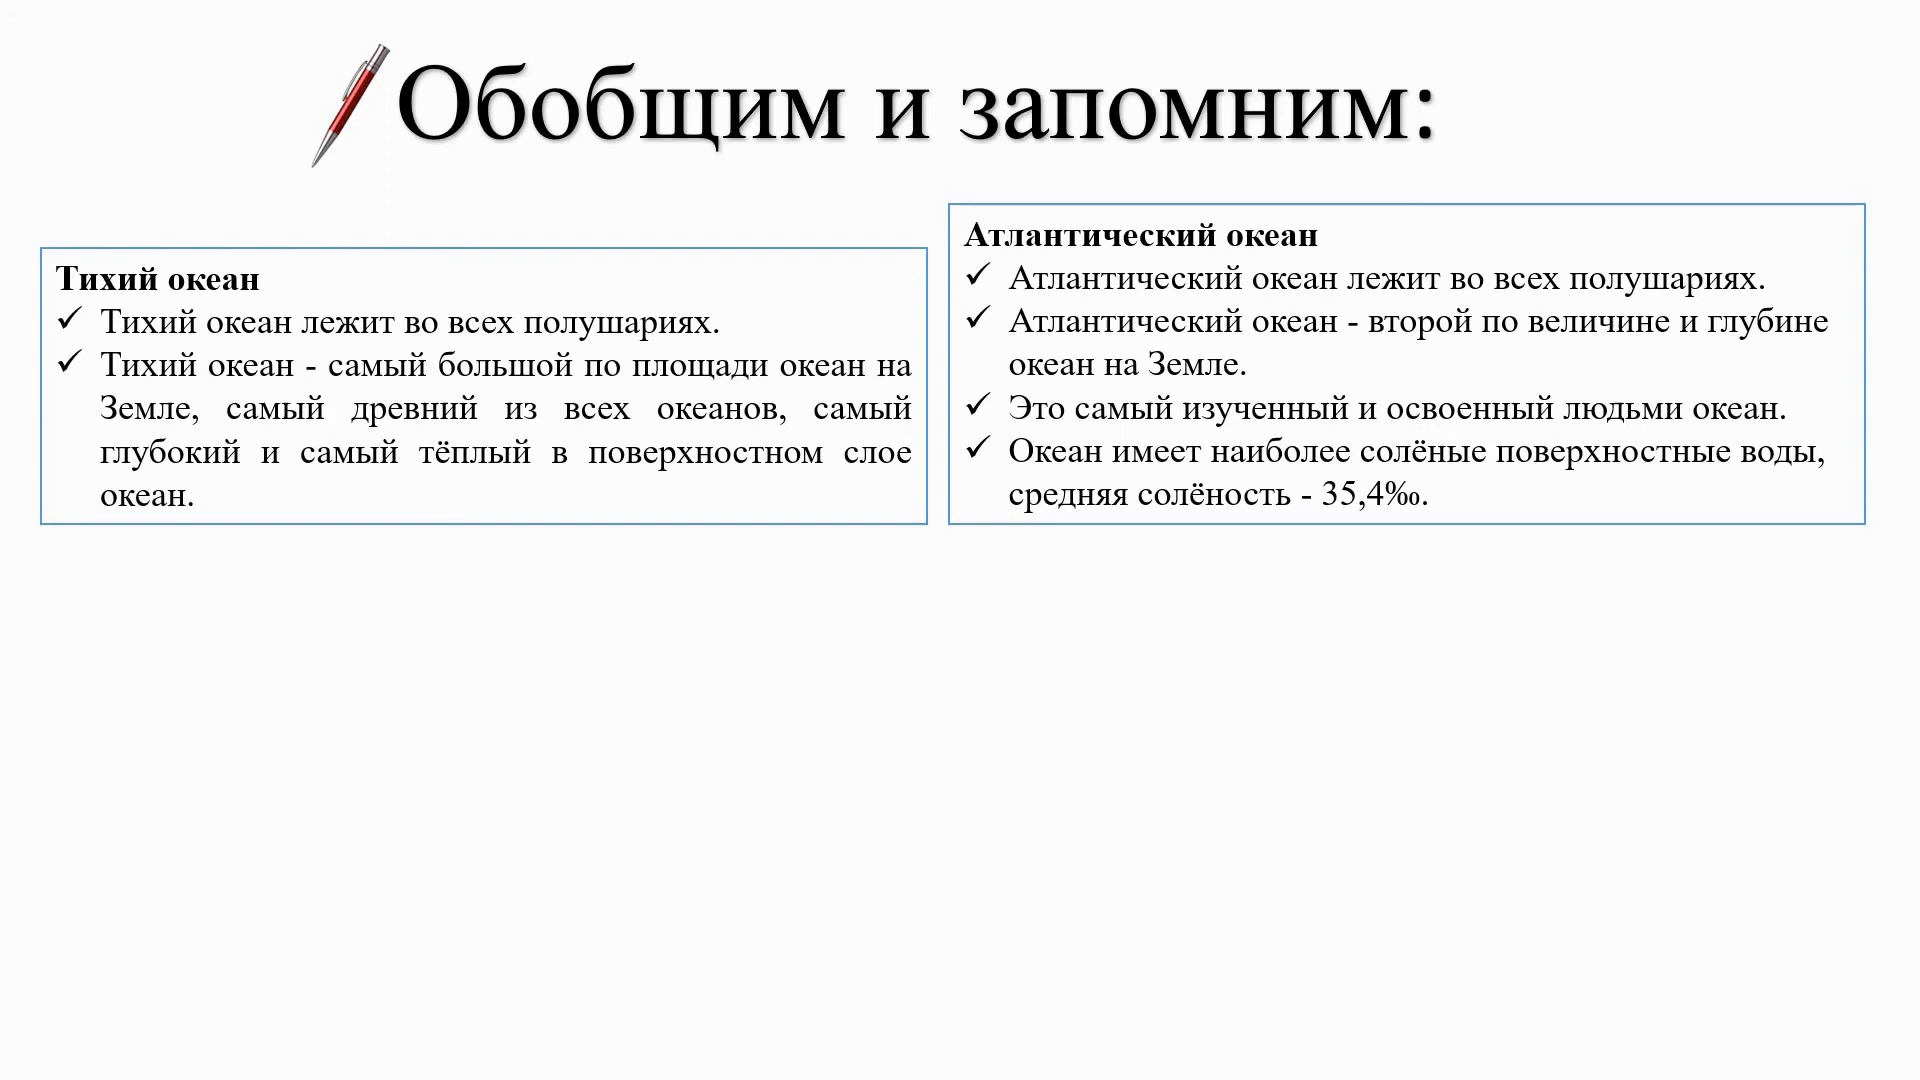 Обобщим и запомним:
Тихий океан
✓ Тихий океан лежит во всех полушариях.
✓ Тихий океан - самый большой по площади океан на
Земле, самый древний из всех океанов, самый
глубокий и самый тёплый в поверхностном слое
океан.
Атлантический океан
✓ Атлантический океан лежит во всех полушариях.
✓ Атлантический океан - второй по величине и глубине
океан на Земле.
✓ Это самый изученный и освоенный людьми океан.
✓ Океан имеет наиболее солёные поверхностные воды,
средняя солёность - 35,4‰.